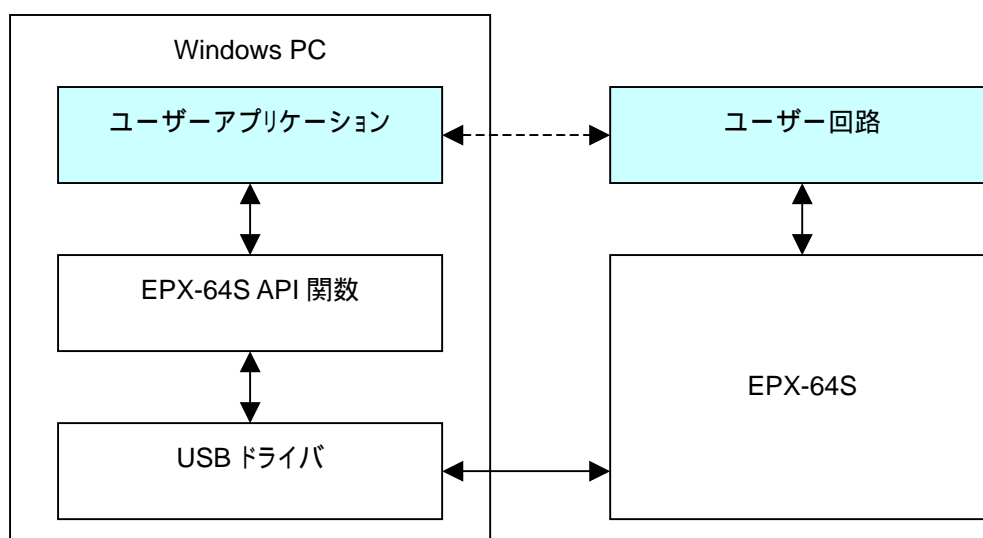 Windows PC
ユーザーアプリケーション
ユーザー回路
EPX-64S API 関数
EPX-64S
USB ドライバ